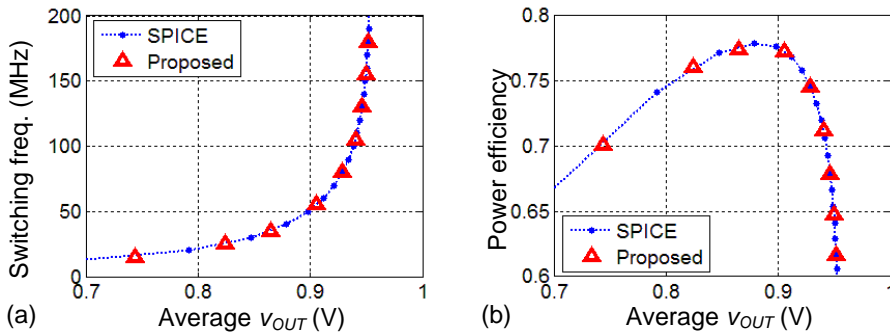 Switching freq. (MHz)
200
150
100
50
0
SPICE
Proposed
0.7
0.8
0.9
1
Average vOUT (V)
(a)
Power efficiency
0.8
0.75
0.7
0.65
0.6
SPICE
Proposed
0.7
0.8
0.9
1
Average vOUT (V)
(b)